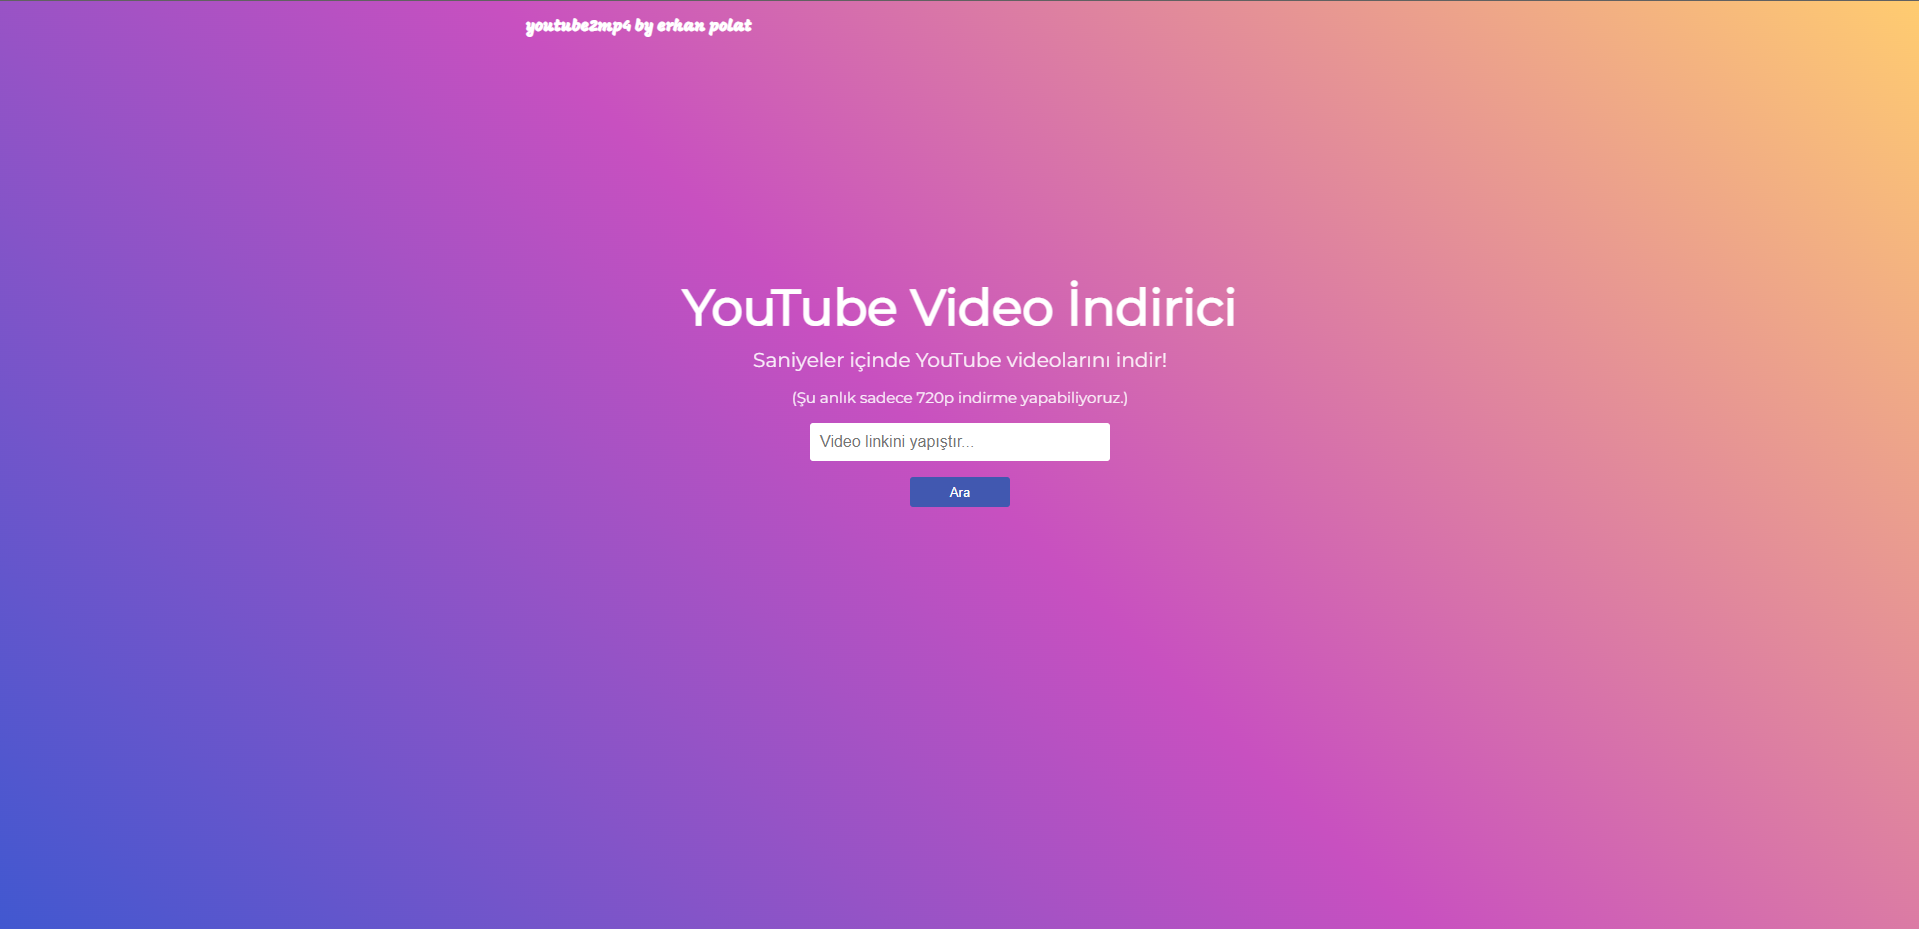 youtube2mp4 by erhan polat
YouTube Video İndirici
Saniyeler içinde YouTube videolarını indir!
(Şu anlık sadece 720p indirme yapabiliyoruz.)
Video linkini yapıştır...
Ara